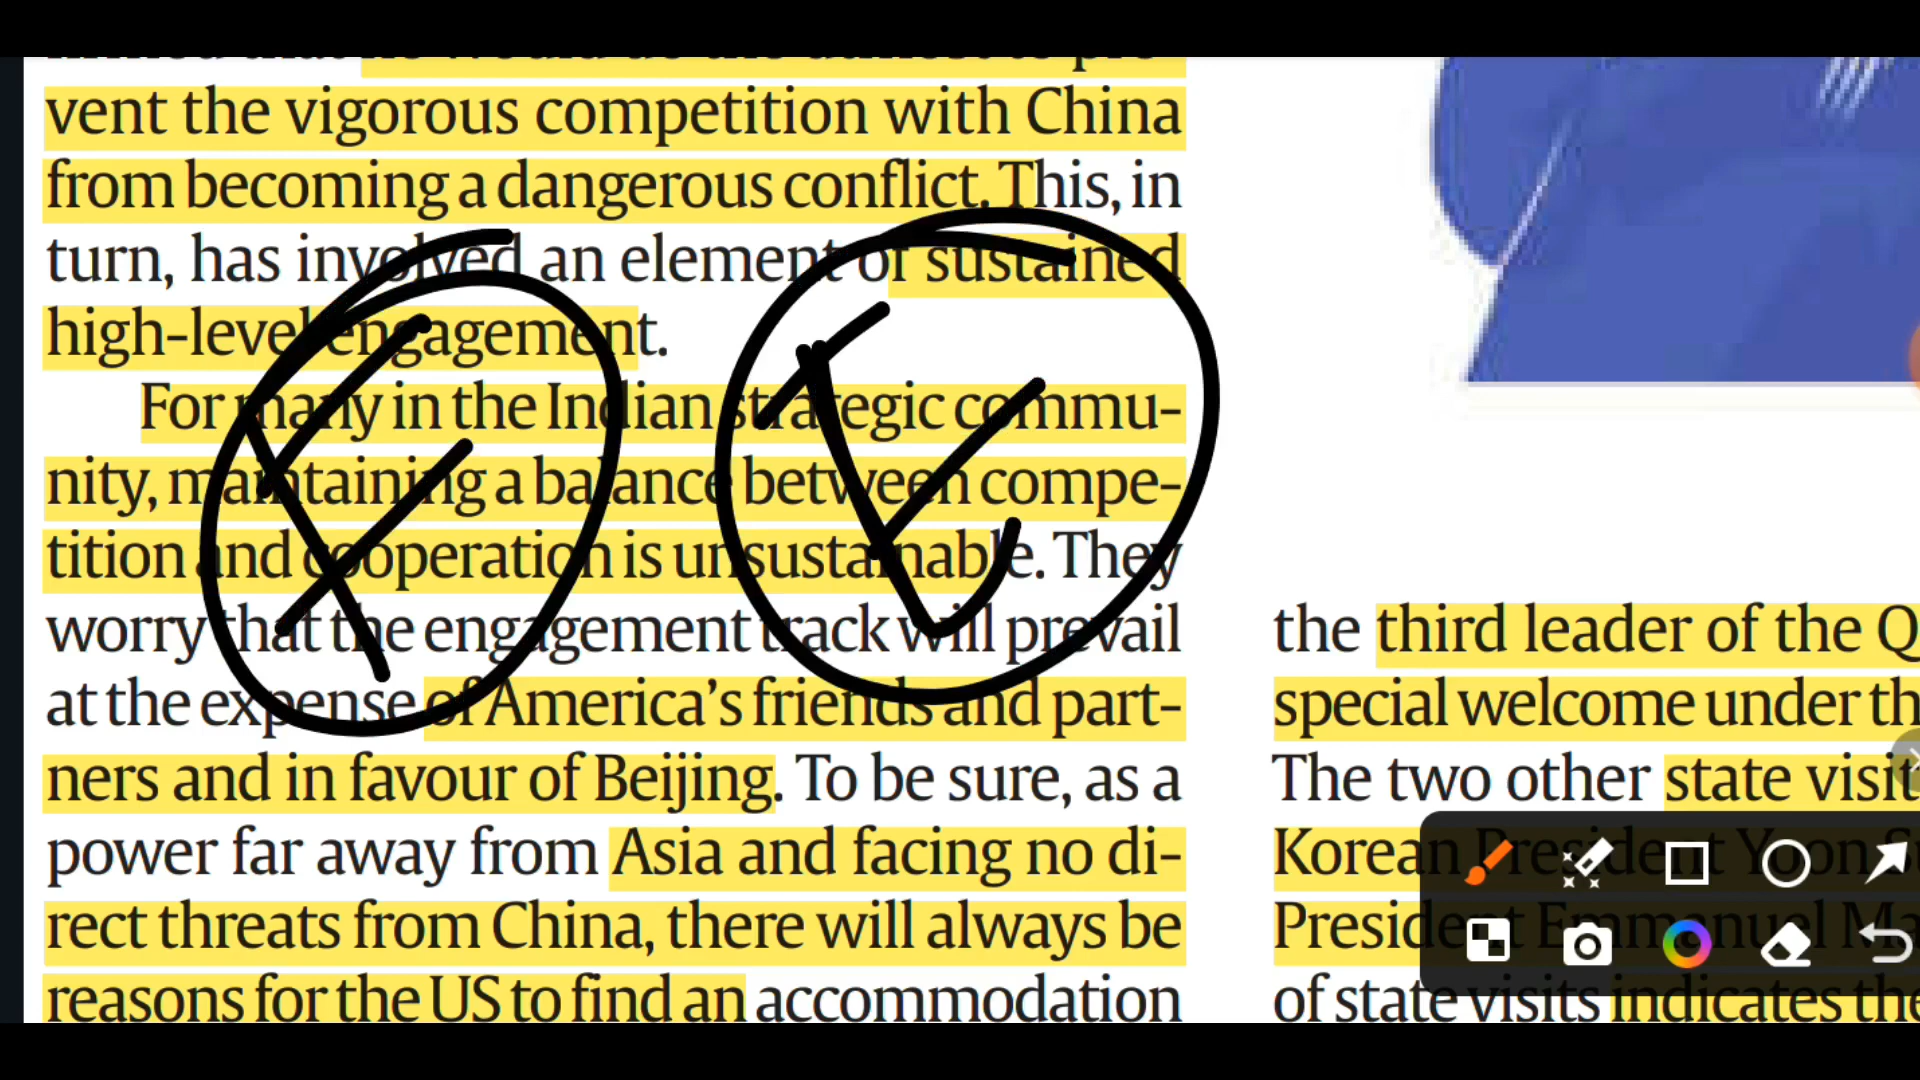 vent the vigorous competition with China
from becoming a dangerous conflict. This, in
turn, has involved an element of sustained
high-level engagement.
For many in the Indian strategic commu-
nity, maintaining a balance between compe-
tition and cooperation is unsustainable. They
worry that the engagement track will prevail
at the expense of America's friends and part-
ners and in favour of Beijing. To be sure, as a
power far away from Asia and facing no di-
rect threats from China, there will always be
reasons for the US to find an accommodation
the third leader of the Q
special welcome under th
The two other state visit
Korean President Yoon S
President Emmanuel Ma
of state visits indicates the